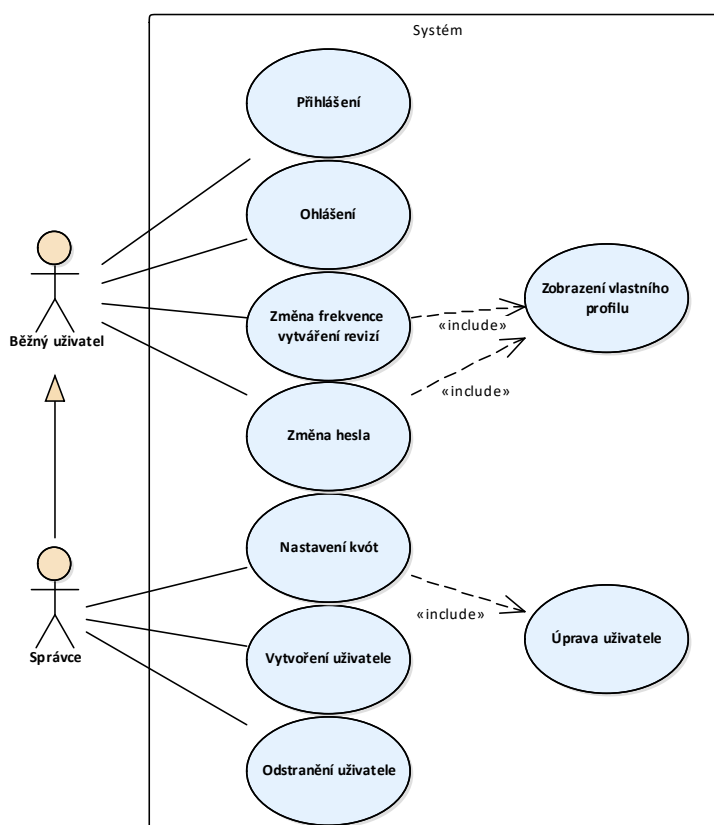 Systém
Přihlášení
Ohlášení
Změna frekvence
vytváření revizí
«include»
Zobrazení vlastního
profilu
Běžný uživatel
Změna hesla
«include»
Nastavení kvót
«include»
Úprava uživatele
Správce
Vytvoření uživatele
Odstranění uživatele